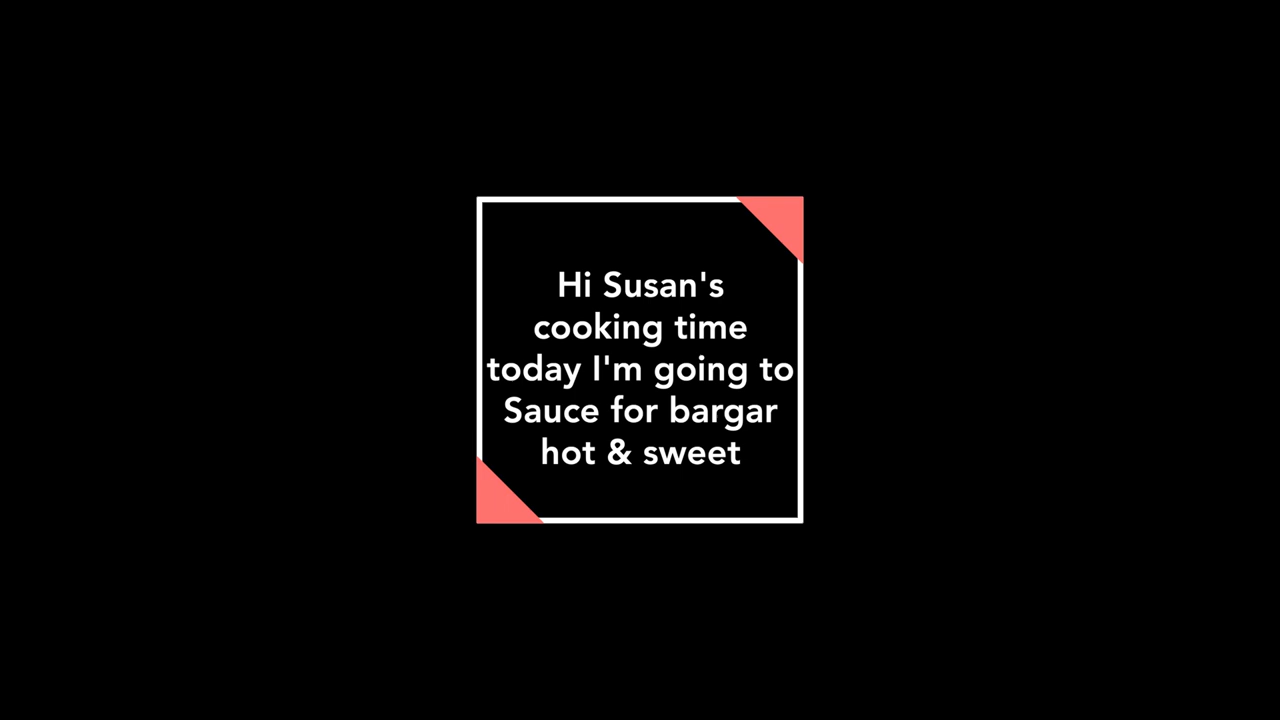 Hi Susan's
cooking time
today I'm going to
Sauce for bargar
hot & sweet